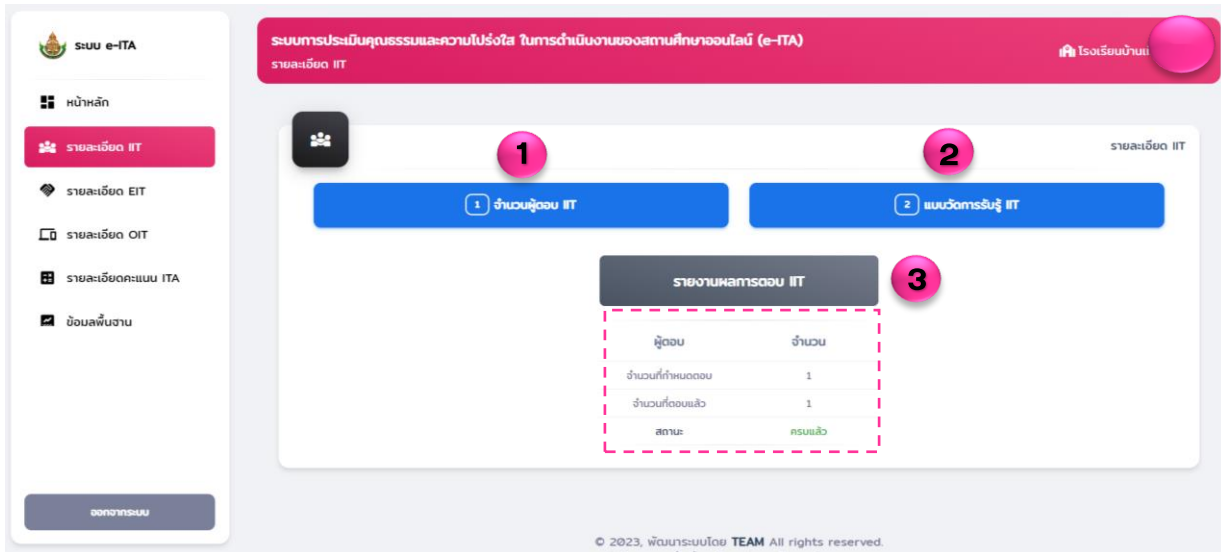 ระบบ e-ITA
หน้าหลัก
รายละเอียด IIT
รายละเอียด EIT
รายละเอียด OIT
รายละเอียดคะแนน ITA
ข้อมูลพื้นฐาน
ออกจากระบบ
ระบบการประเมินคุณธรรมและความโปร่งใส ในการดำเนินงานของสถานศึกษาออนไลน์ (e-ITA)
รายละเอียด IIT
โรงเรียนบ้าน
รายละเอียด IIT
1
2
1 จำนวนผู้ตอบ IIT
2 แบบวัดการรับรู้ IIT
รายงานผลการตอบ IIT
3
ผู้ตอบ จำนวน
จำนวนที่กำหนดตอบ 1
จำนวนที่ตอบแล้ว 1
สถานะ ครบแล้ว
© 2023, พัฒนาระบบโดย TEAM All rights reserved.